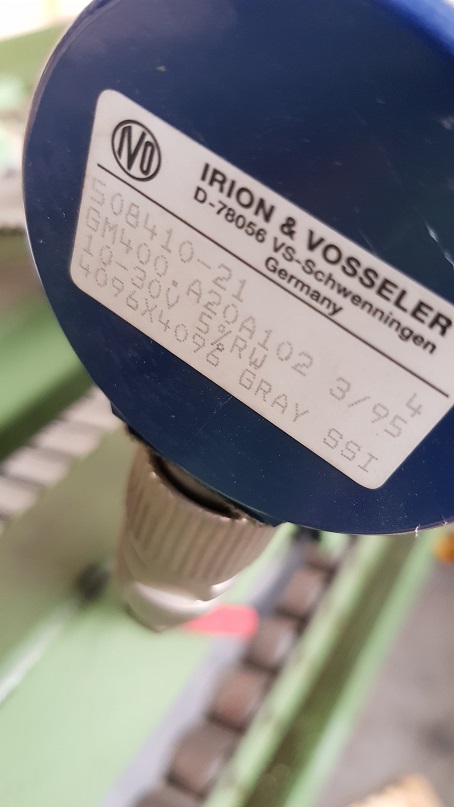 IVO
IRION & VOSSELER
D-78056 VS-Schwenningen
Germany
508410-21 4
GM400.A20A102 3/95
10-30V 5%RW
4096X4096 GRAY SSI